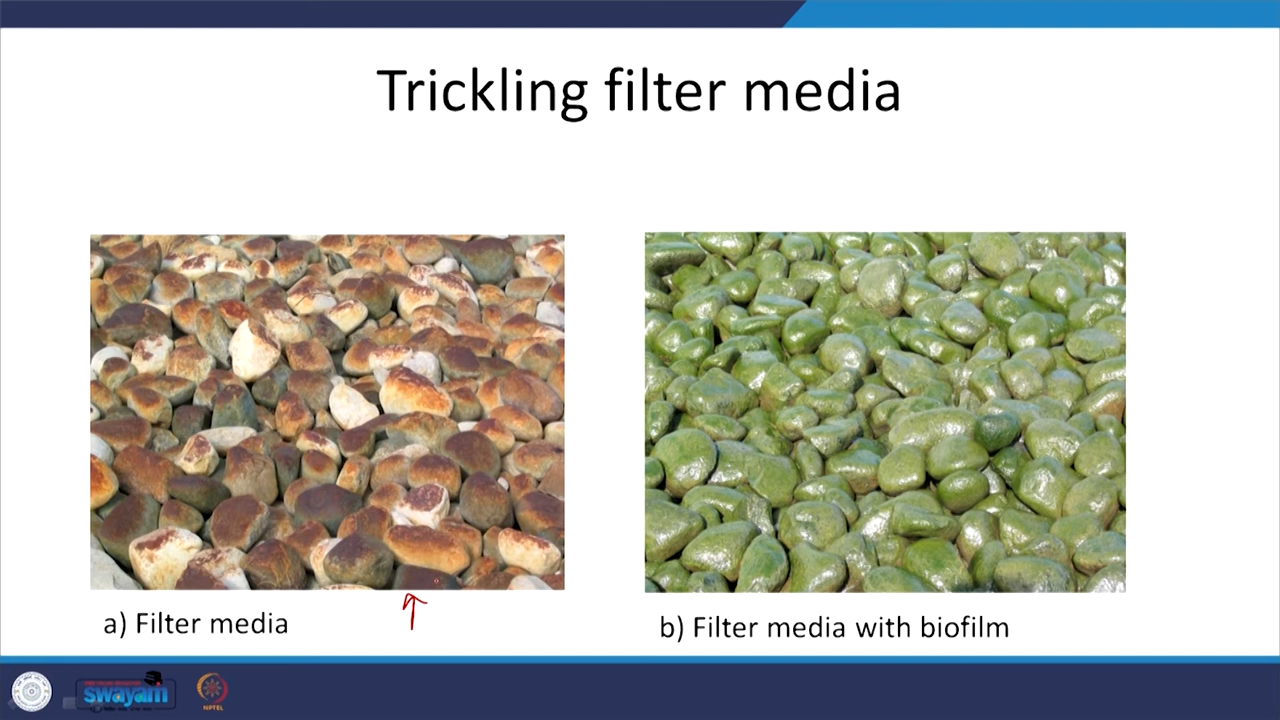 Trickling filter media
a) Filter media
b) Filter media with biofilm
swayam
NPTEL